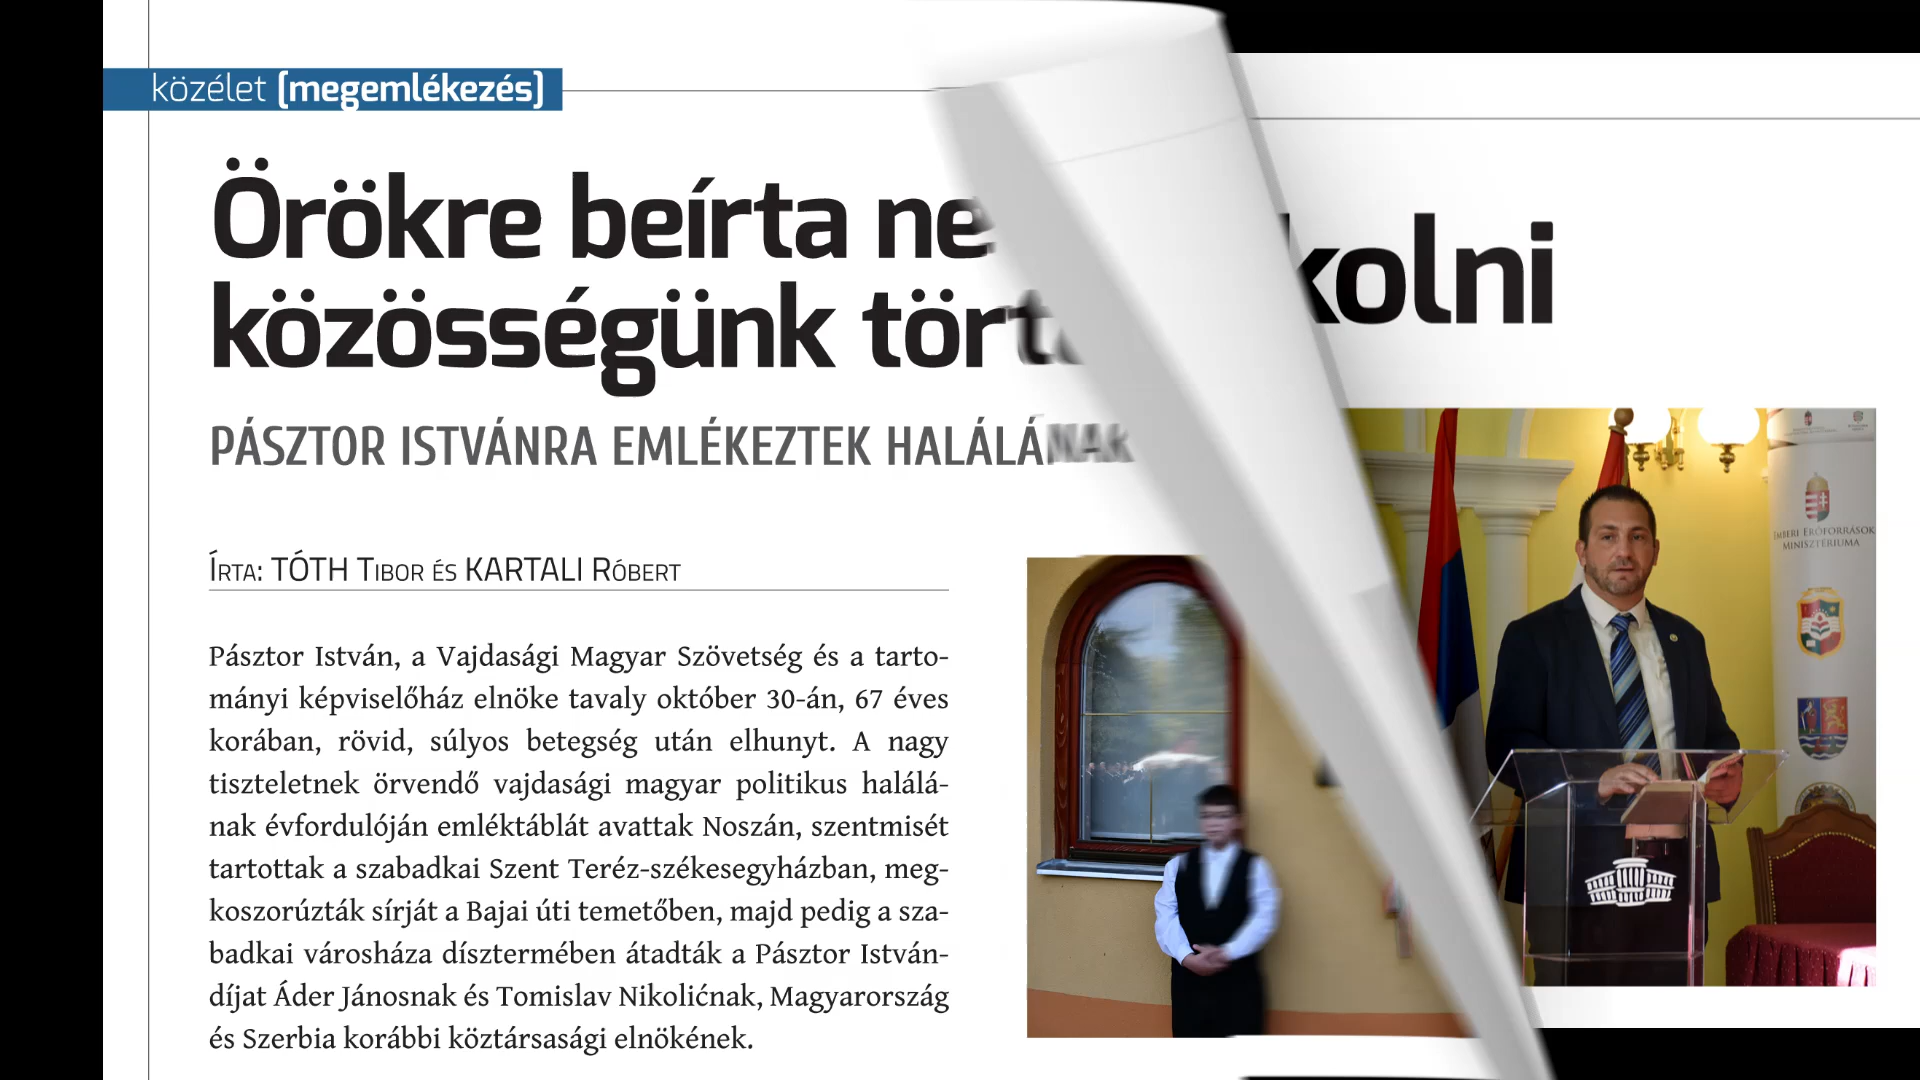 közélet [megemlékezés]
Örökre beírta ne
közösségünk tört
PÁSZTOR ISTVÁNRA EMLÉKEZTEK HALÁLÁNAK
Írta: TÓTH Tibor és KARTALI Róbert
Pásztor István, a Vajdasági Magyar Szövetség és a tarto-
mányi képviselőház elnöke tavaly október 30-án, 67 éves
korában, rövid, súlyos betegség után elhunyt. A nagy
tiszteletnek örvendő vajdasági magyar politikus halálá-
nak évfordulóján emléktáblát avattak Noszán, szentmisét
tartottak a szabadkai Szent Teréz-székesegyházban, meg-
koszorúzták sírját a Bajai úti temetőben, majd pedig a sza-
badkai városháza dísztermében átadták a Pásztor István-
díjat Áder Jánosnak és Tomislav Nikolićnak, Magyarország
és Szerbia korábbi köztársasági elnökének.
kolni
EMBERI ERŐFORRÁSOK
MINISZTÉRIUMA